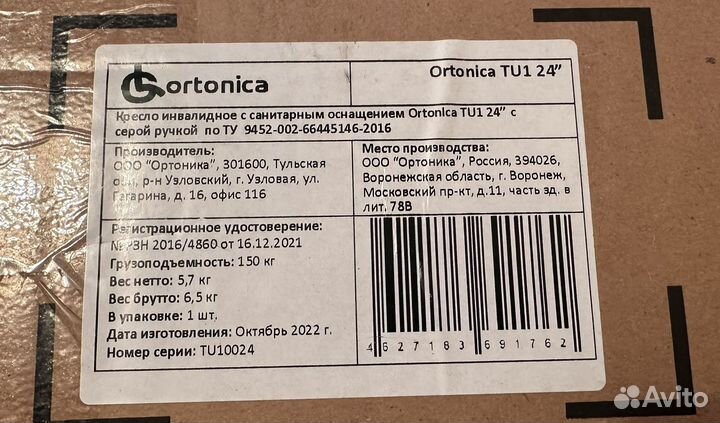 ortonica
Ortonica TU1 24”
Кресло инвалидное с санитарным оснащением Ortonica TU1 24” с
серой ручкой по ТУ 9452-002-66445146-2016
Производитель:
ООО “Ортоника”, 301600, Тульская
обл, р-н Узловский, г. Узловая, ул.
Гагарина, д. 16, офис 116
Место производства:
ООО “Ортоника”, Россия, 394026,
Воронежская область, г. Воронеж,
Московский пр-кт, д.11, часть зд. в
лит. 78В
Регистрационное удостоверение:
№ РЗН 2016/4860 от 16.12.2021
Грузоподъемность: 150 кг
Вес нетто: 5,7 кг
Вес брутто: 6,5 кг
В упаковке: 1 шт.
Дата изготовления: Октябрь 2022 г.
Номер серии: TU10024
4627183691762
Avito